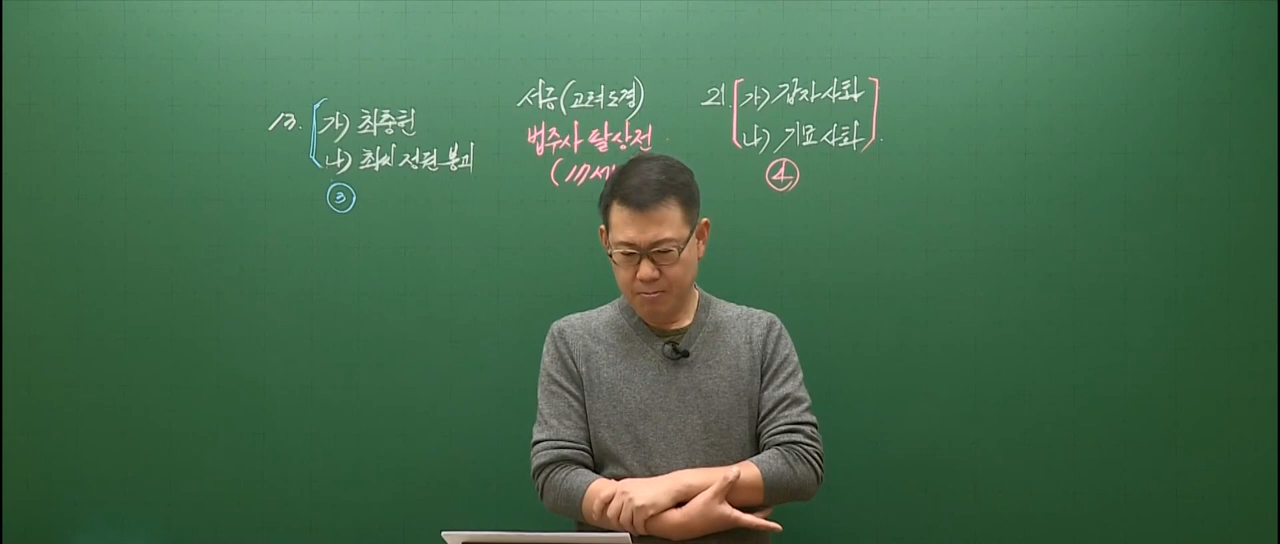 13. 가) 최충헌
나) 최씨 정권 붕괴
③
서긍(고려도경)
법주사 팔상전
(17세
21. 가) 갑자사화
나) 기묘사화
④